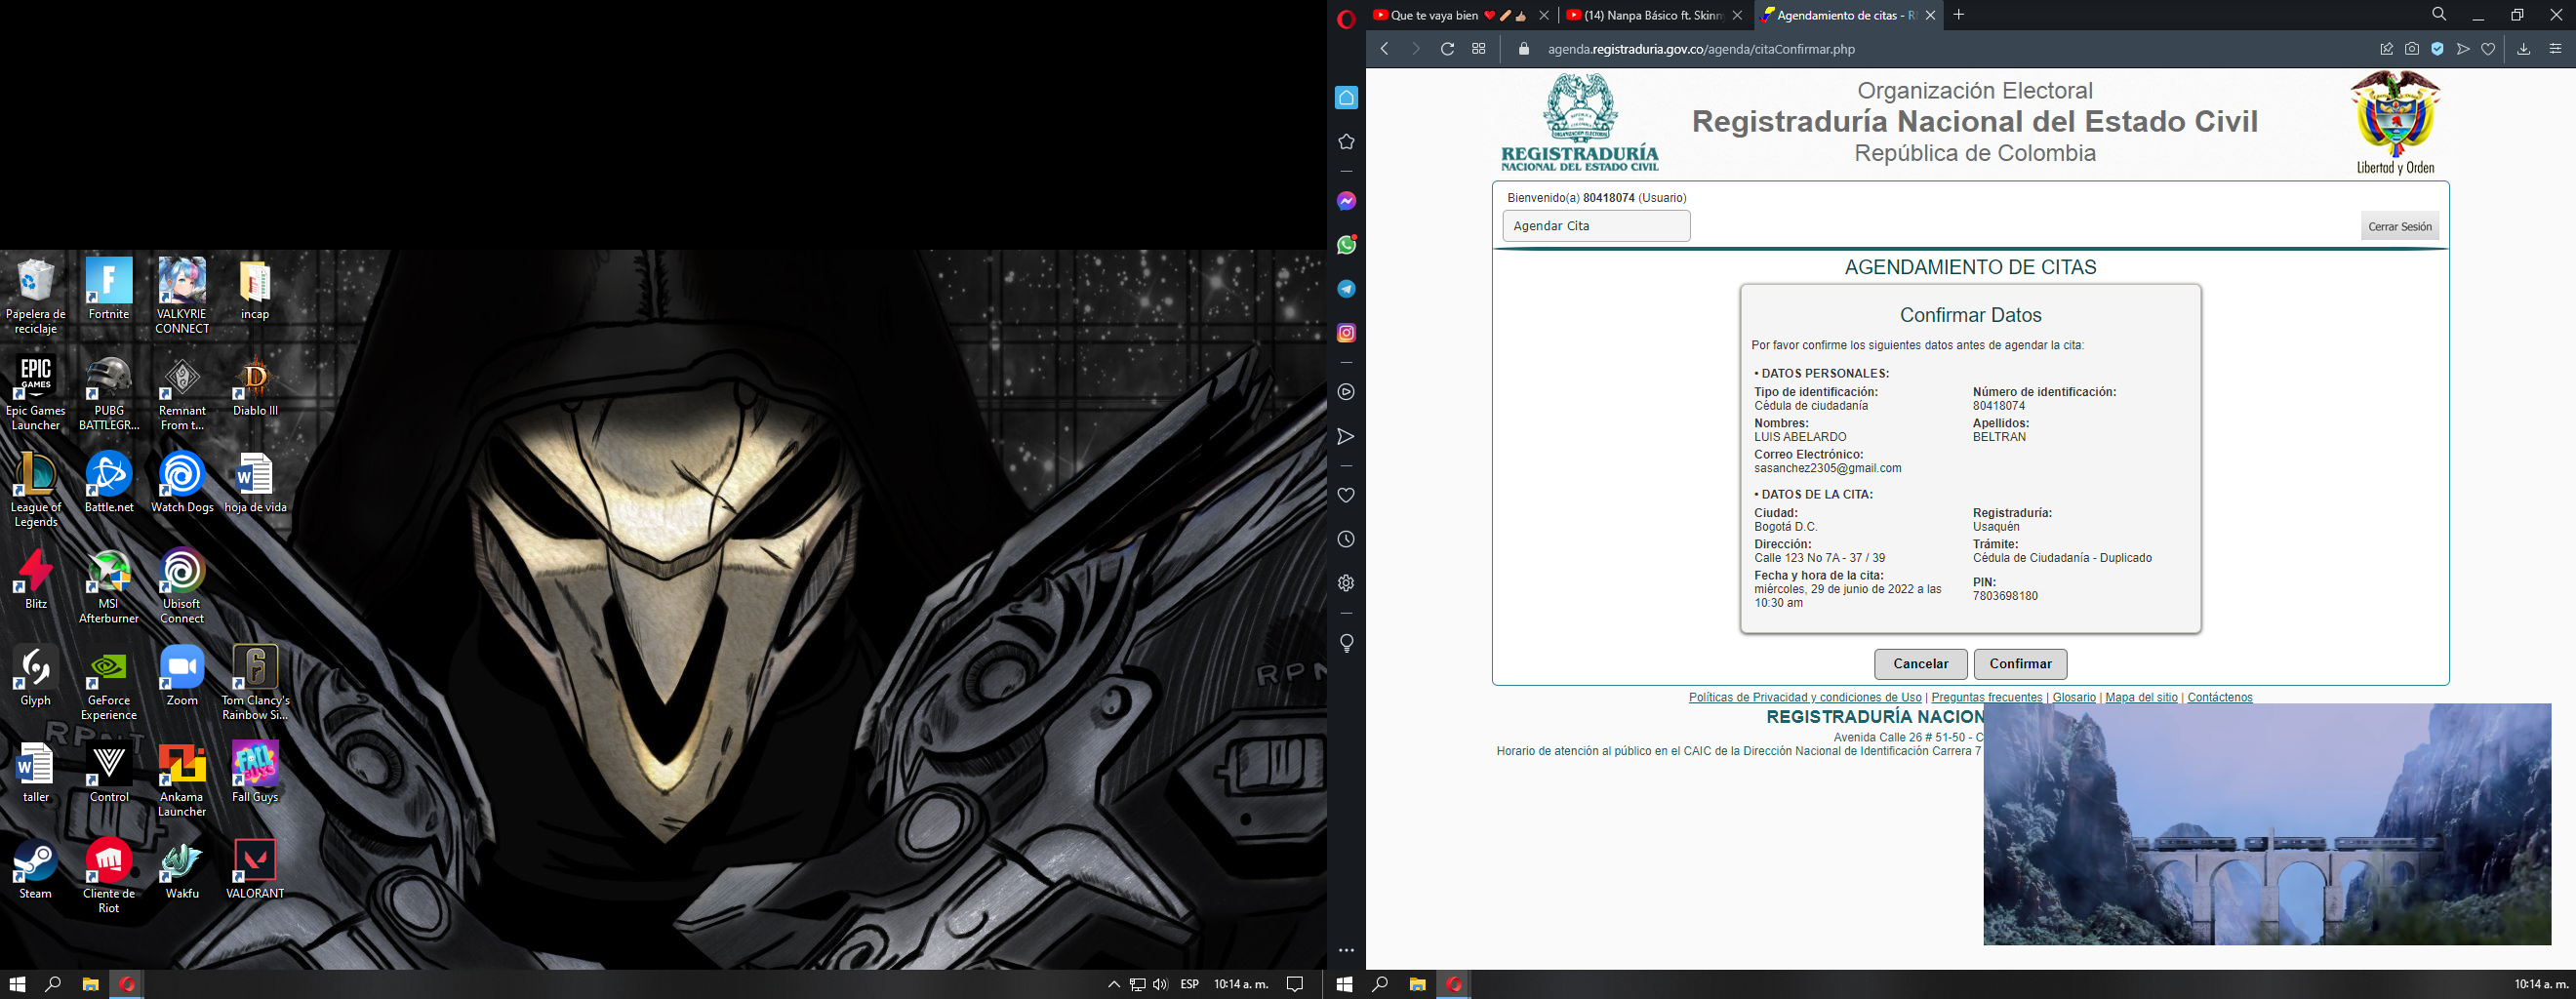 Papelera de
reciclaje
Fortnite
VALKYRIE
CONNECT
incap
EPIC
GAMES
Epic Games
Launcher
PUBG
BATTLEGR...
Remnant
From t...
Diablo III
League of
Legends
Battle.net
Watch Dogs
hoja de vida
Blitz
MSI
Afterburner
Ubisoft
Connect
Glyph
GeForce
Experience
Zoom
Tom Clancy's
Rainbow Si...
taller
Control
Ankama
Launcher
FALL
GUYS
Fall Guys
Steam
Cliente de
Riot
Wakfu
VALORANT
RPNT
ESP
10:14 a. m.
Que te vaya bien
(14) Nanpa Básico ft. Skinn
Agendamiento de citas - R
agenda.registraduria.gov.co/agenda/citaConfirmar.php
REGISTRADURÍA
NACIONAL DEL ESTADO CIVIL
Organización Electoral
Registraduría Nacional del Estado Civil
República de Colombia
Libertad y Orden
Bienvenido(a) 80418074 (Usuario)
Agendar Cita
Cerrar Sesión
AGENDAMIENTO DE CITAS
Confirmar Datos
Por favor confirme los siguientes datos antes de agendar la cita:
• DATOS PERSONALES:
Tipo de identificación:
Cédula de ciudadanía
Número de identificación:
80418074
Nombres:
LUIS ABELARDO
Apellidos:
BELTRAN
Correo Electrónico:
sasanchez2305@gmail.com
• DATOS DE LA CITA:
Ciudad:
Bogotá D.C.
Registraduría:
Usaquén
Dirección:
Calle 123 No 7A - 37 / 39
Trámite:
Cédula de Ciudadanía - Duplicado
Fecha y hora de la cita:
miércoles, 29 de junio de 2022 a las
10:30 am
PIN:
7803698180
Cancelar
Confirmar
Políticas de Privacidad y condiciones de Uso | Preguntas frecuentes | Glosario | Mapa del sitio | Contáctenos
REGISTRADURÍA NACION
Avenida Calle 26 # 51-50 - C
Horario de atención al público en el CAIC de la Dirección Nacional de Identificación Carrera 7
10:14 a. m.